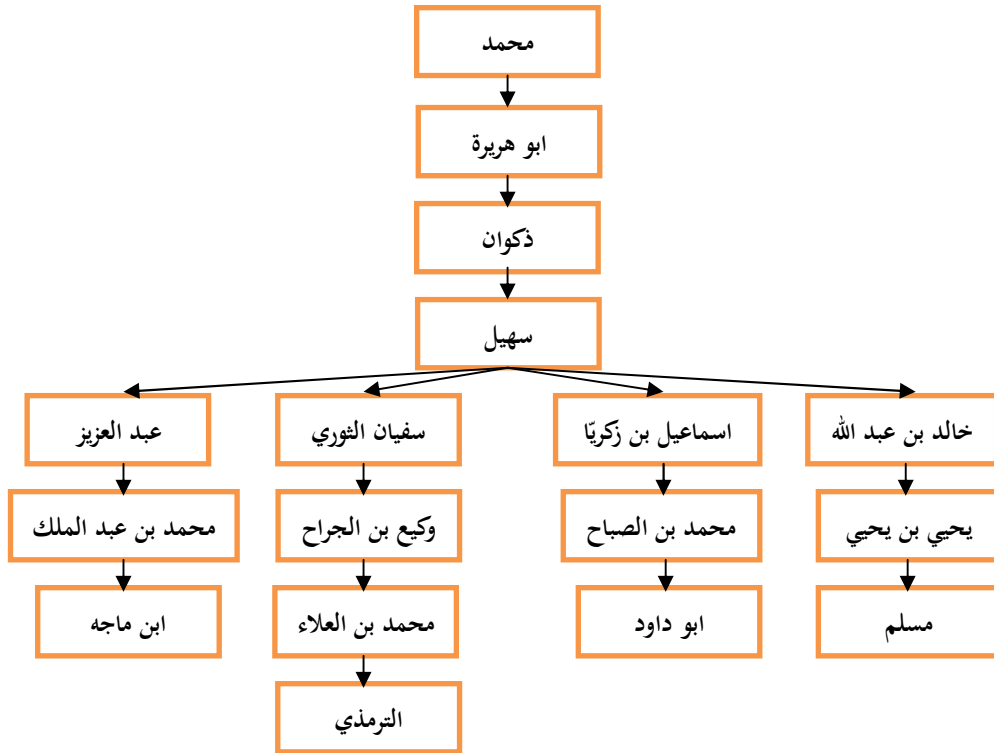 محمد
ابو هريرة
ذكوان
سهيل
خالد بن عبد الله
اسماعيل بن زكريّا
سفيان الثوري
عبد العزيز
يحيي بن يحيي
محمد بن الصباح
وكيع بن الجراح
محمد بن عبد الملك
مسلم
ابو داود
محمد بن العلاء
ابن ماجه
الترمذي